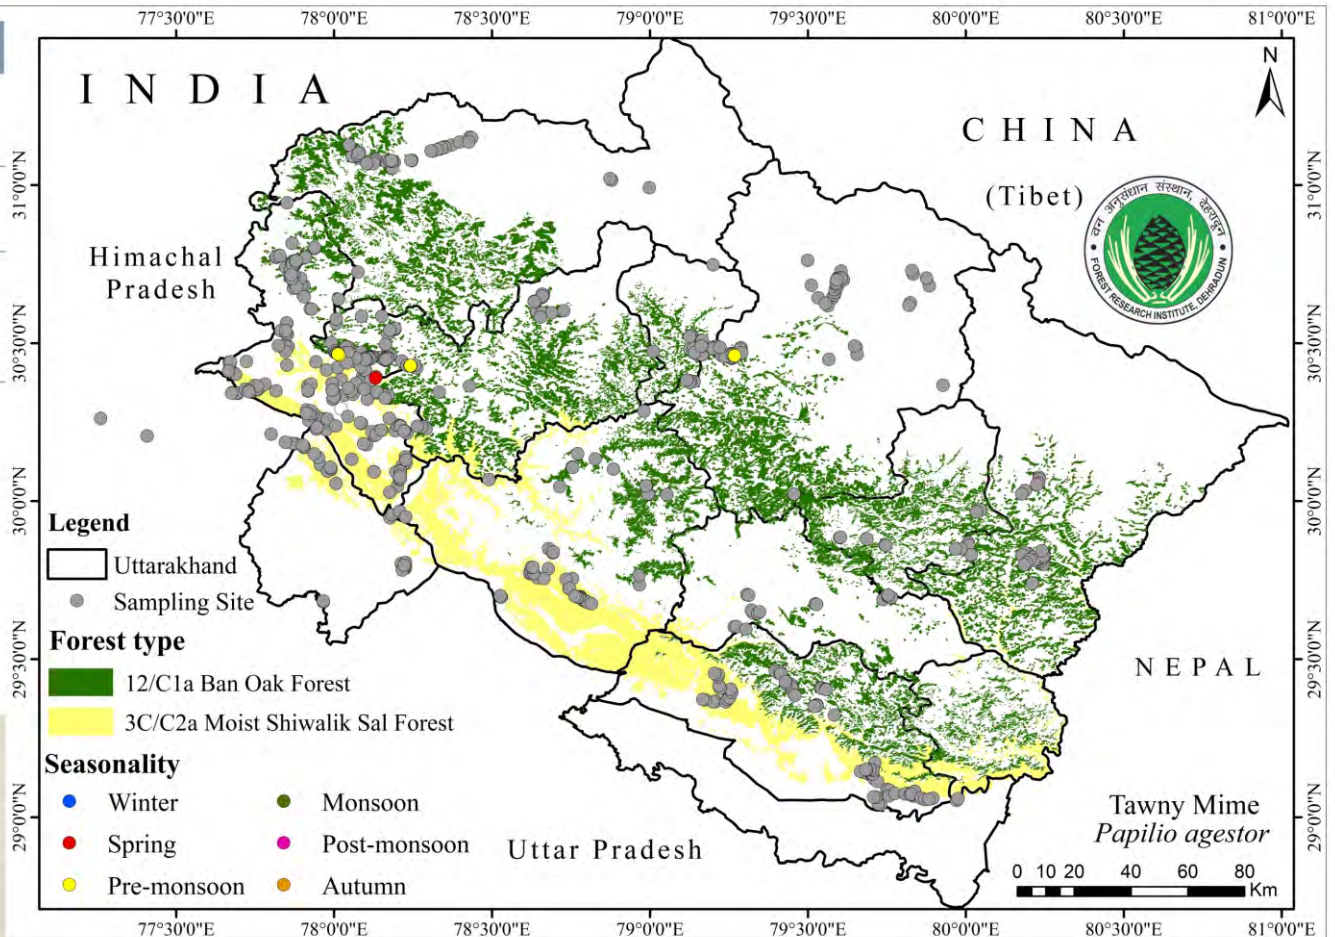 77°30'0"E 78°0'0"E 78°30'0"E 79°0'0"E 79°30'0"E 80°0'0"E 80°30'0"E 81°0'0"E
I N D I A
N
CHINA
(Tibet)
वन अनुसंधान संस्थान, देहरादून
FOREST RESEARCH INSTITUTE, DEHRADUN
Himachal
Pradesh
31°0'0"N
31°0'0"N
30°30'0"N
30°30'0"N
30°0'0"N
30°0'0"N
29°30'0"N
29°30'0"N
29°0'0"N
29°0'0"N
Legend
Uttarakhand
Sampling Site
Forest type
12/C1a Ban Oak Forest
3C/C2a Moist Shiwalik Sal Forest
Seasonality
Winter
Monsoon
Spring
Post-monsoon
Pre-monsoon
Autumn
NEPAL
Uttar Pradesh
Tawny Mime
Papilio agestor
0 10 20 40 60 80
Km
77°30'0"E 78°0'0"E 78°30'0"E 79°0'0"E 79°30'0"E 80°0'0"E 80°30'0"E 81°0'0"E